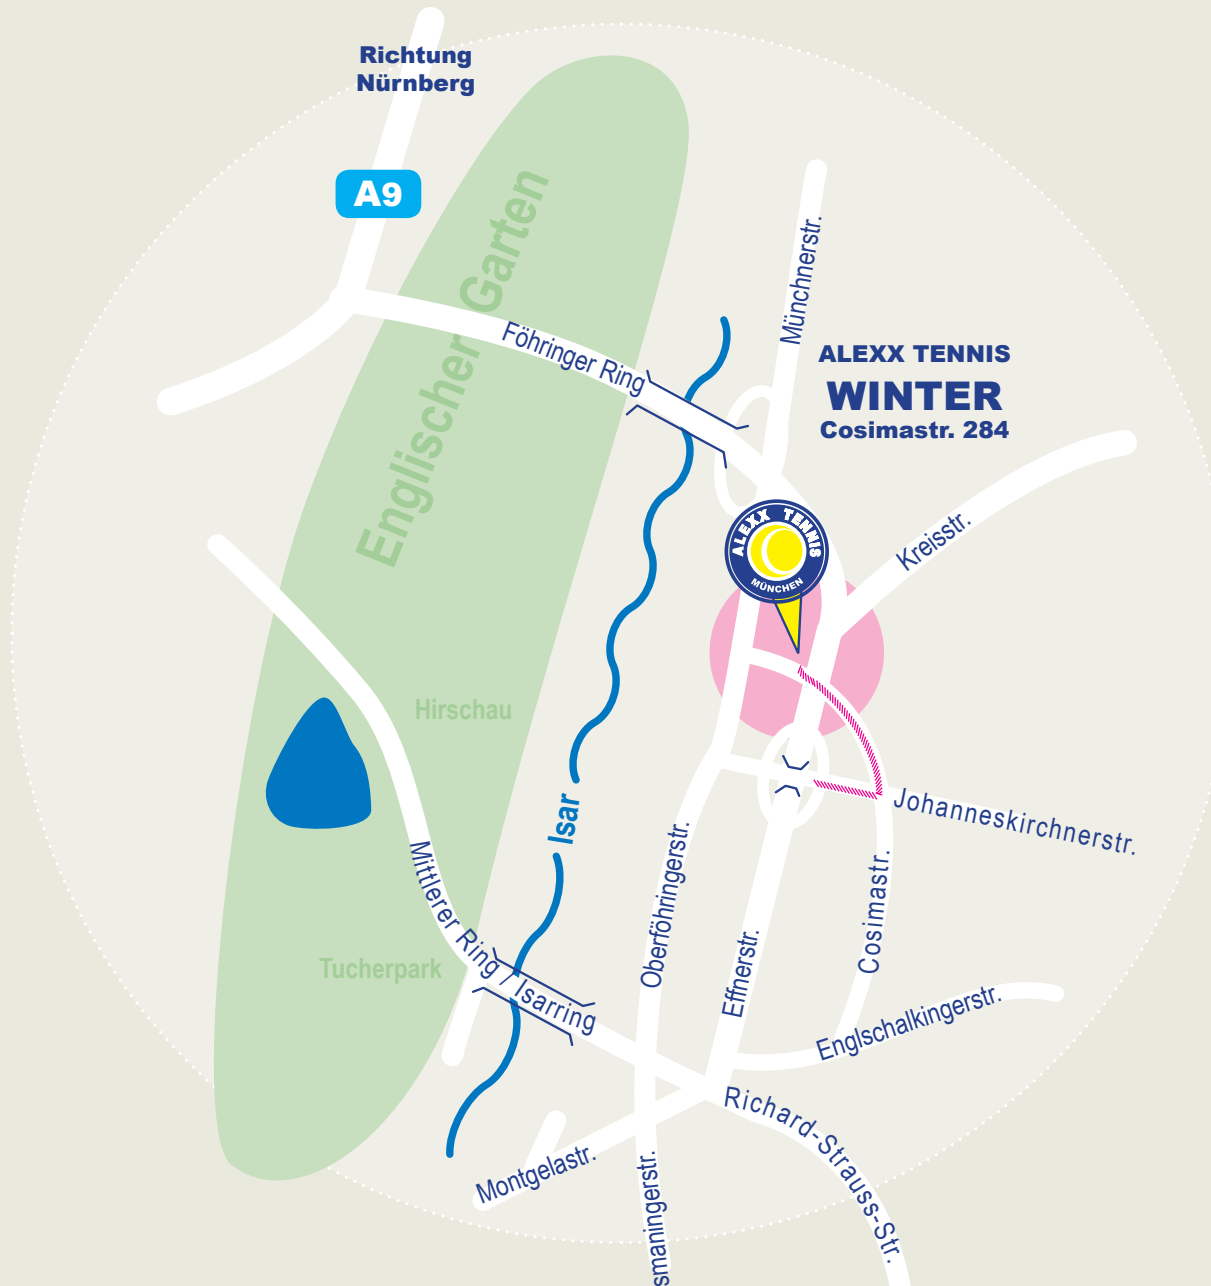 Richtung
Nürnberg
A9
Englischer Garten
Föhringer Ring
Münchnerstr.
ALEXX TENNIS
WINTER
Cosimastr. 284
ALEXX TENNIS
MÜNCHEN
Kreisstr.
Hirschau
Isar
Johanneskirchnerstr.
Mittlerer Ring / Isarring
Oberföhringerstr.
Cosimastr.
Effnerstr.
Tucherpark
Englschalkingerstr.
Richard-Strauss-Str.
Montgelastr.
smaningerstr.